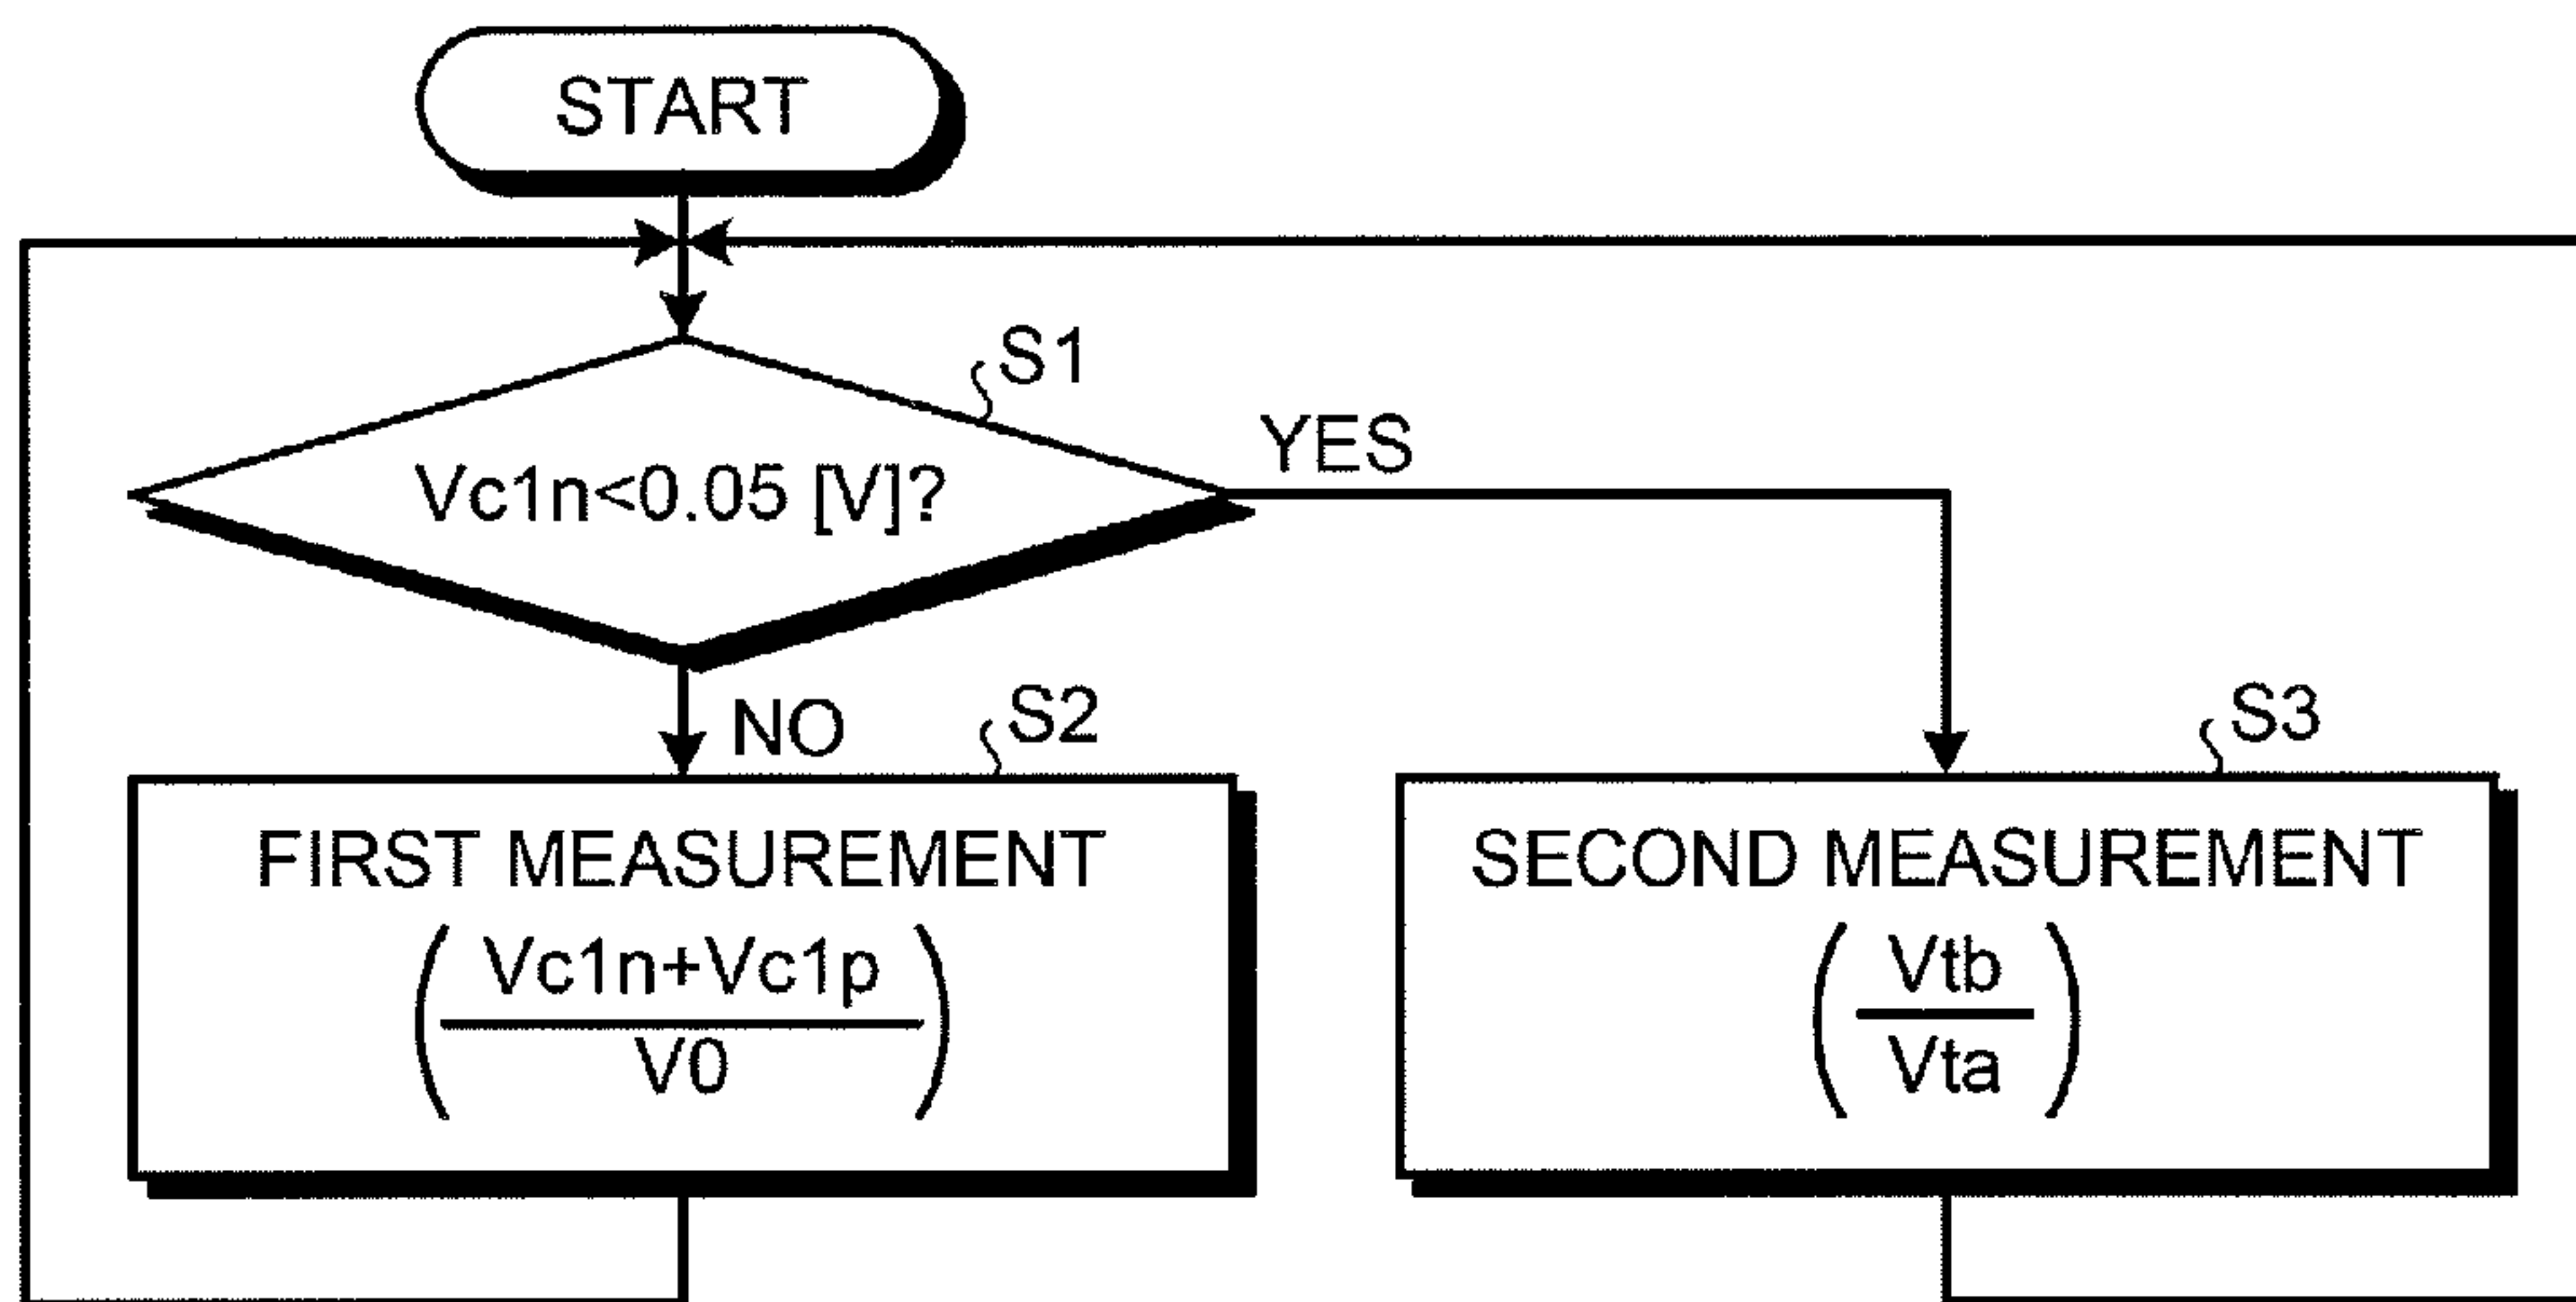 START
S1
Vc1n<0.05 [V]?
YES
NO
S2
FIRST MEASUREMENT
(Vc1n+Vc1p
V0)
S3
SECOND MEASUREMENT
(Vtb
Vta)